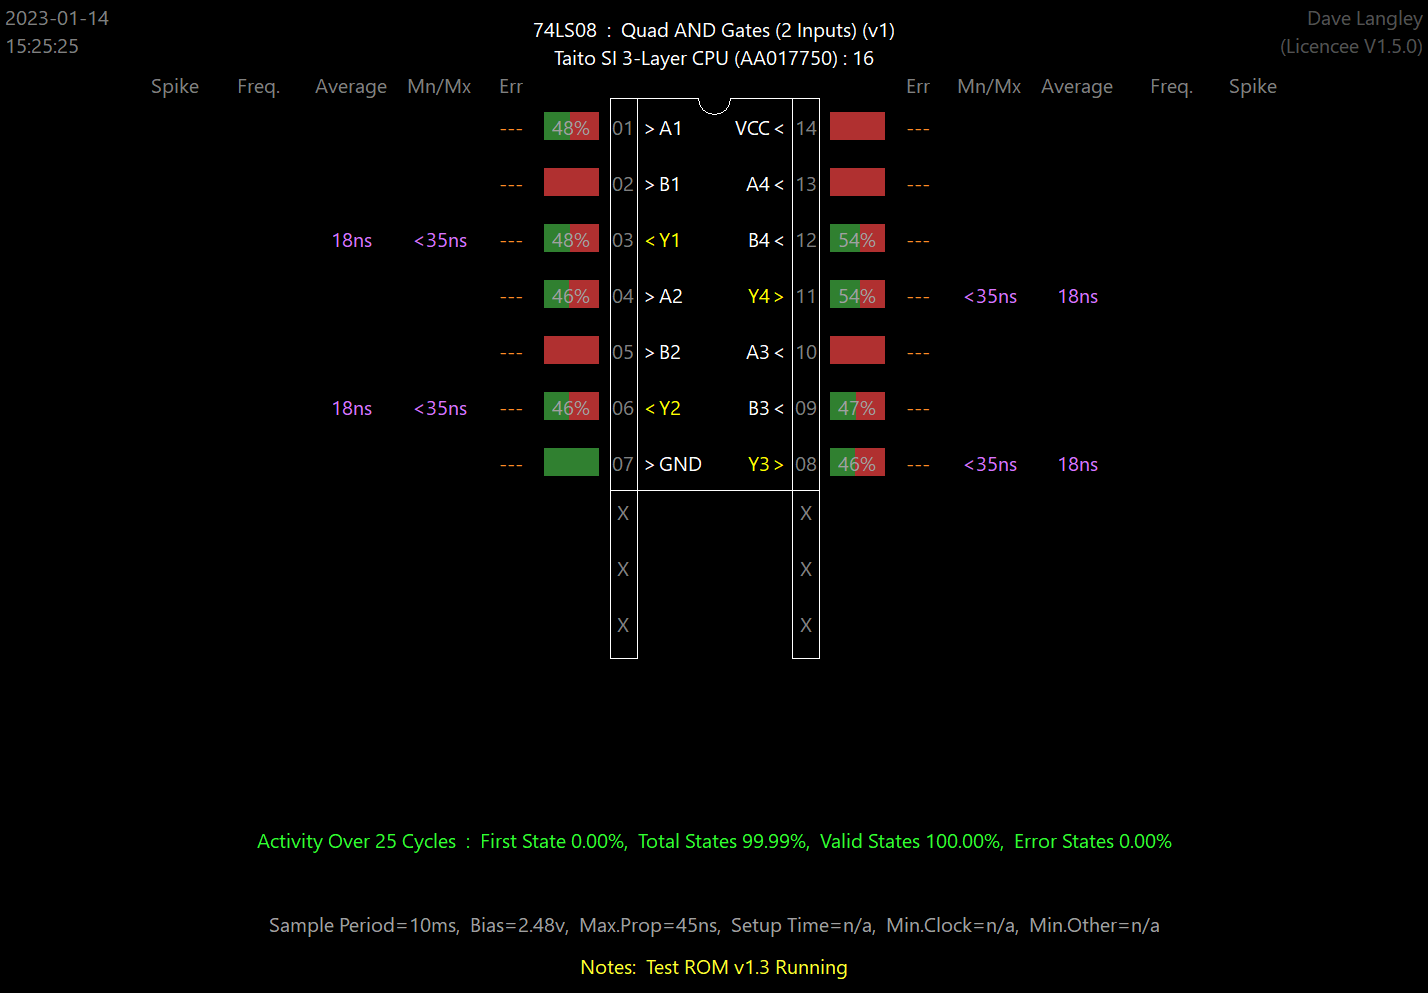 2023-01-14
15:25:25
74LS08 : Quad AND Gates (2 Inputs) (v1)
Taito SI 3-Layer CPU (AA017750) : 16
Dave Langley
(Licencee V1.5.0)
Spike Freq. Average Mn/Mx Err Err Mn/Mx Average Freq. Spike
--- 48% 01 >A1 VCC< 14 ---
--- 02 >B1 A4< 13 ---
18ns <35ns --- 48% 03 <Y1 B4< 12 54% ---
--- 46% 04 >A2 Y4> 11 54% --- <35ns 18ns
--- 05 >B2 A3< 10 ---
18ns <35ns --- 46% 06 <Y2 B3< 09 47% ---
--- 07 >GND Y3> 08 46% --- <35ns 18ns
X X
X X
X X
Activity Over 25 Cycles : First State 0.00%, Total States 99.99%, Valid States 100.00%, Error States 0.00%
Sample Period=10ms, Bias=2.48v, Max.Prop=45ns, Setup Time=n/a, Min.Clock=n/a, Min.Other=n/a
Notes: Test ROM v1.3 Running